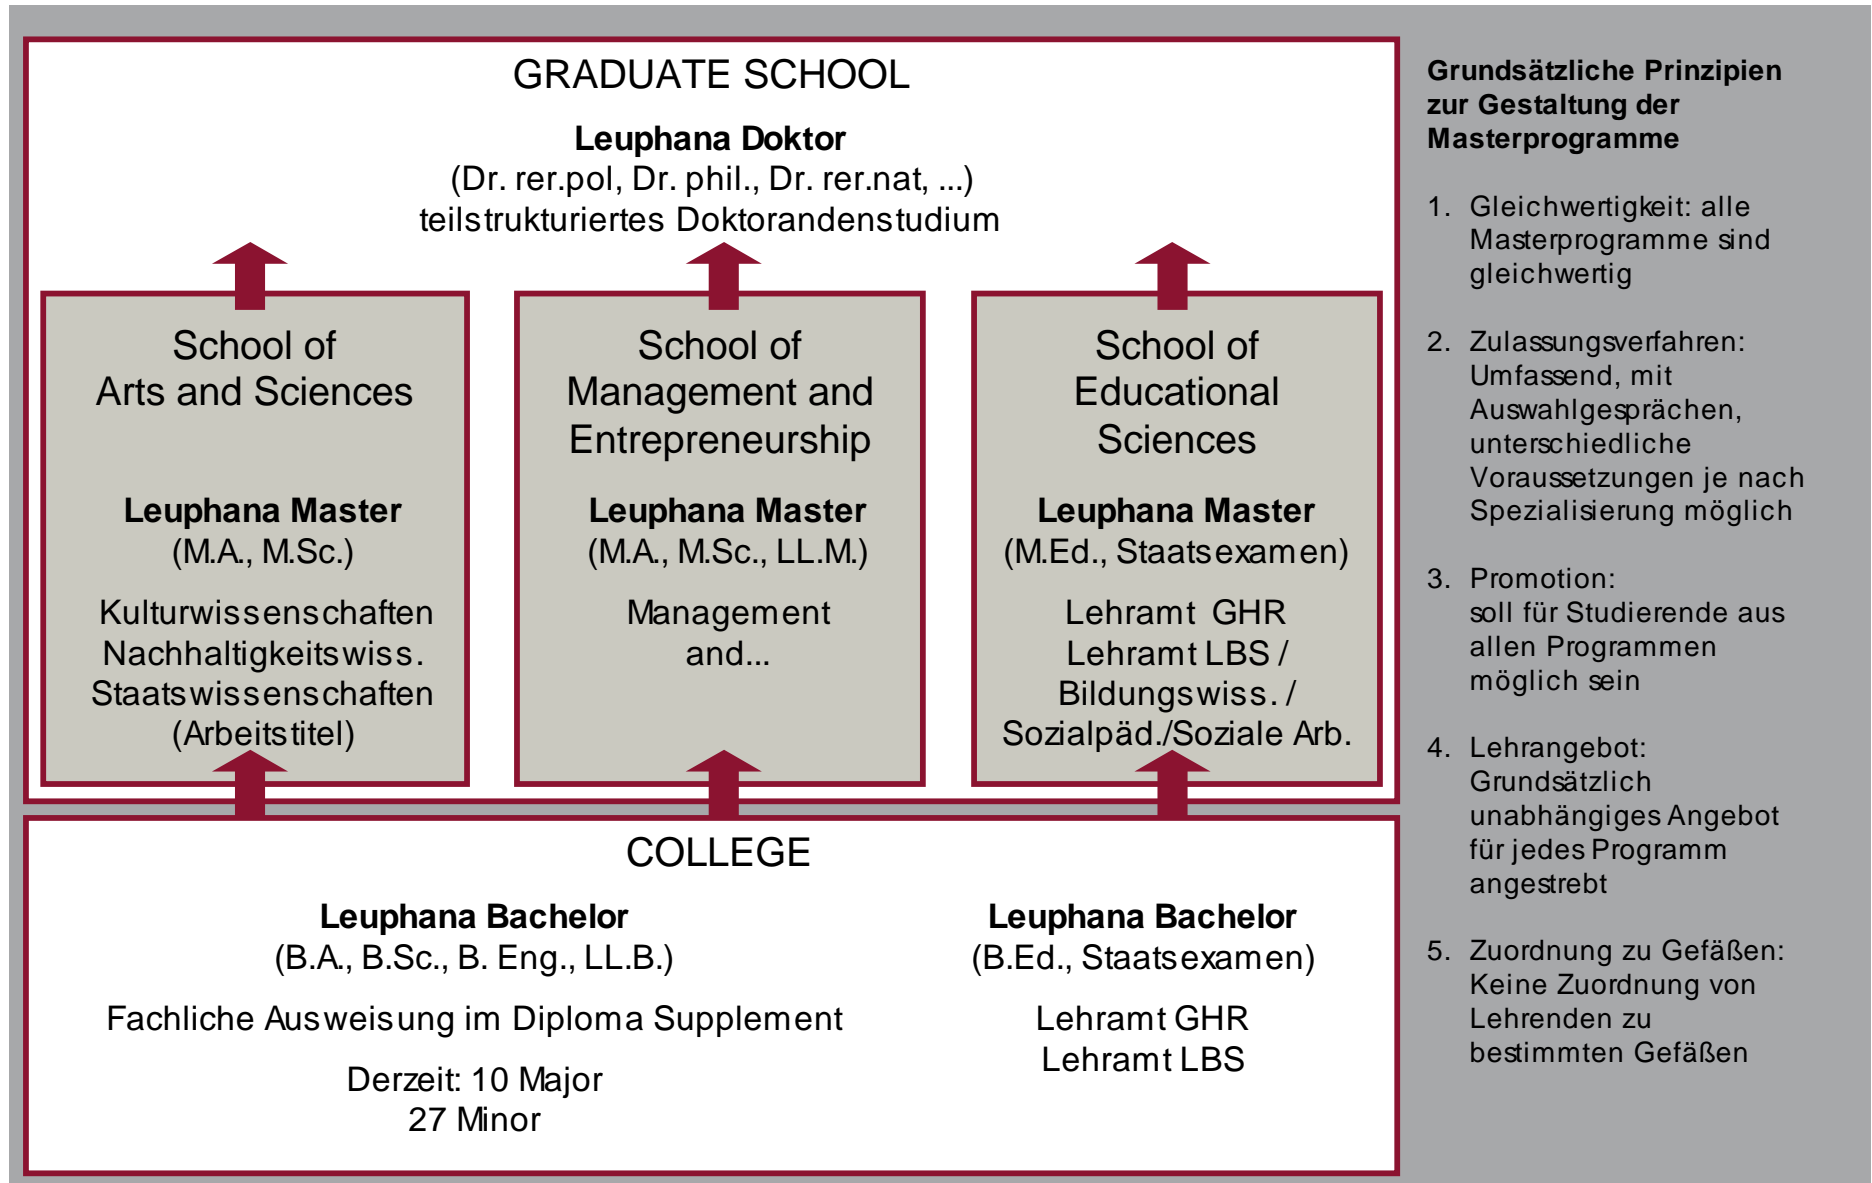 GRADUATE SCHOOL
Leuphana Doktor
(Dr. rer.pol, Dr. phil., Dr. rer.nat, ...)
teilstrukturiertes Doktorandenstudium
School of
Arts and Sciences
Leuphana Master
(M.A., M.Sc.)
Kulturwissenschaften
Nachhaltigkeitswiss.
Staatswissenschaften
(Arbeitstitel)
School of
Management and
Entrepreneurship
Leuphana Master
(M.A., M.Sc., LL.M.)
Management
and...
School of
Educational
Sciences
Leuphana Master
(M.Ed., Staatsexamen)
Lehramt GHR
Lehramt LBS /
Bildungswiss. /
Sozialpäd./Soziale Arb.
COLLEGE
Leuphana Bachelor
(B.A., B.Sc., B. Eng., LL.B.)
Fachliche Ausweisung im Diploma Supplement
Derzeit: 10 Major
27 Minor
Leuphana Bachelor
(B.Ed., Staatsexamen)
Lehramt GHR
Lehramt LBS
Grundsätzliche Prinzipien
zur Gestaltung der
Masterprogramme
1. Gleichwertigkeit: alle
Masterprogramme sind
gleichwertig
2. Zulassungsverfahren:
Umfassend, mit
Auswahlgesprächen,
unterschiedliche
Voraussetzungen je nach
Spezialisierung möglich
3. Promotion:
soll für Studierende aus
allen Programmen
möglich sein
4. Lehrangebot:
Grundsätzlich
unabhängiges Angebot
für jedes Programm
angestrebt
5. Zuordnung zu Gefäßen:
Keine Zuordnung von
Lehrenden zu
bestimmten Gefäßen